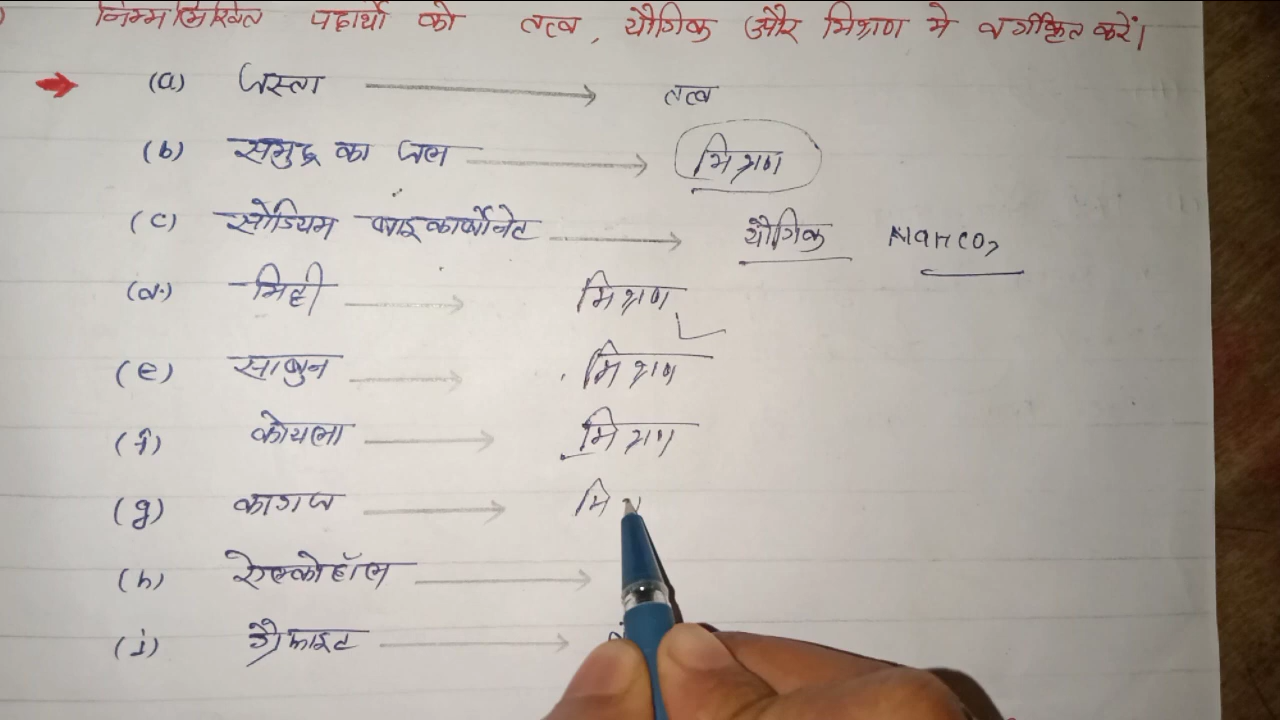 निम्नलिखित पदार्थो को तत्व, यौगिक और मिश्रण मे वर्गीकृत करें।
(a) जस्ता तत्व
(b) समुद्र का जल मिश्रण
(c) सोडियम बाइकार्बोनेट यौगिक NaHCO3
(d) मिट्टी मिश्रण
(e) साबुन मिश्रण
(f) कोयला मिश्रण
(g) कागज मि
(h) ऐल्कोहॉल
(i) ग्रेफाइट